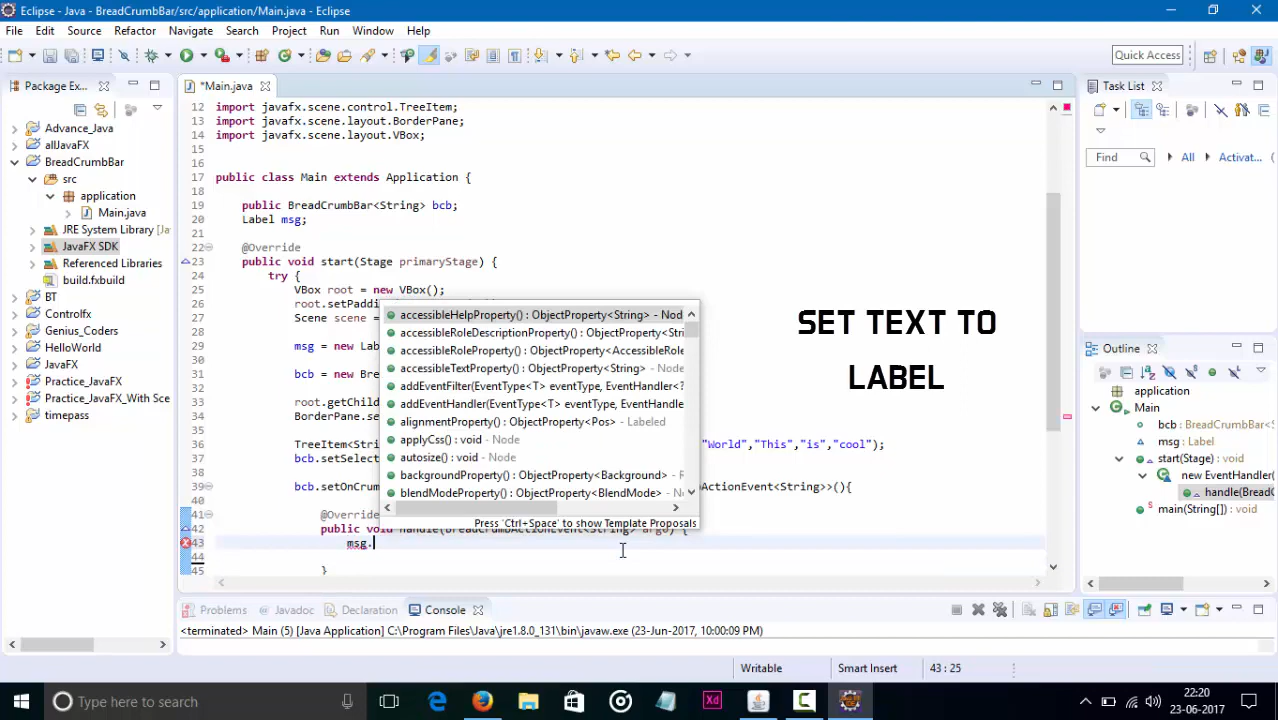 Eclipse - Java - BreadCrumbBar/src/application/Main.java - Eclipse
File Edit Source Refactor Navigate Search Project Run Window Help
Quick Access
Package Ex...
*Main.java
Task List
Advance_Java
allJavaFX
BreadCrumbBar
src
application
Main.java
JRE System Library [Ja
JavaFX SDK
Referenced Libraries
build.fxbuild
BT
Controlfx
Genius_Coders
HelloWorld
JavaFX
Practice_JavaFX
Practice_JavaFX_With Sce
timepass
12 import javafx.scene.control.TreeItem;
13 import javafx.scene.layout.BorderPane;
14 import javafx.scene.layout.VBox;
15
16
17 public class Main extends Application {
18
19 public BreadCrumbBar<String> bcb;
20 Label msg;
21
22 @Override
23 public void start(Stage primaryStage) {
24 try {
25 VBox root = new VBox();
26 root.setPaddi
27 Scene scene =
28
29 msg = new Lab
30
31 bcb = new Bre
32
33 root.getChild
34 BorderPane.se
35
36 TreeItem<Stri "World","This","is","cool");
37 bcb.setSelect
38
39 bcb.setOnCrum pActionEvent<String>>(){
40
41 @Override
42 public void handle(BreadCrumbActionEvent<String> arg0) {
43 msg.
44
45 }
accessibleHelpProperty() : ObjectProperty<String> - Nod
accessibleRoleDescriptionProperty() : ObjectProperty<Stri
accessibleRoleProperty() : ObjectProperty<AccessibleRole
accessibleTextProperty() : ObjectProperty<String> - Node
addEventFilter(EventType<T> eventType, EventHandler<?
addEventHandler(EventType<T> eventType, EventHandler
alignmentProperty() : ObjectProperty<Pos> - Labeled
applyCss() : void - Node
autosize() : void - Node
backgroundProperty() : ObjectProperty<Background> - R
blendModeProperty() : ObjectProperty<BlendMode> - No
Press 'Ctrl+Space' to show Template Proposals
SET TEXT TO
LABEL
Find All Activat...
Outline
application
Main
bcb : BreadCrumbBar<S
msg : Label
start(Stage) : void
new EventHandler(
handle(BreadC
main(String[]) : void
Problems Javadoc Declaration Console
<terminated> Main (5) [Java Application] C:\Program Files\Java\jre1.8.0_131\bin\javaw.exe (23-Jun-2017, 10:00:09 PM)
Writable Smart Insert 43 : 25
Type here to search
Xd
22:20
23-06-2017